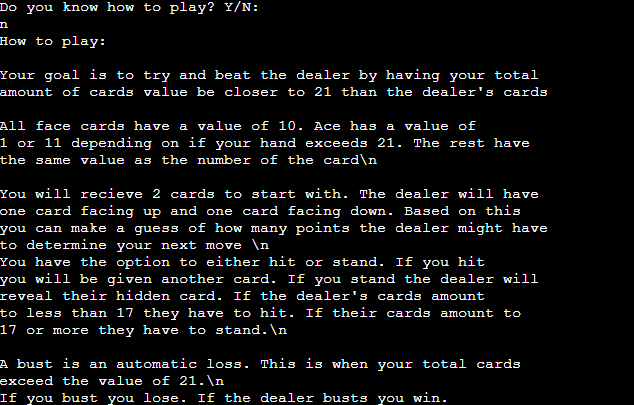 Do you know how to play? Y/N:
n
How to play:
Your goal is to try and beat the dealer by having your total
amount of cards value be closer to 21 than the dealer's cards
All face cards have a value of 10. Ace has a value of
1 or 11 depending on if your hand exceeds 21. The rest have
the same value as the number of the card\n
You will recieve 2 cards to start with. The dealer will have
one card facing up and one card facing down. Based on this
you can make a guess of how many points the dealer might have
to determine your next move \n
You have the option to either hit or stand. If you hit
you will be given another card. If you stand the dealer will
reveal their hidden card. If the dealer's cards amount
to less than 17 they have to hit. If their cards amount to
17 or more they have to stand.\n
A bust is an automatic loss. This is when your total cards
exceed the value of 21.\n
If you bust you lose. If the dealer busts you win.